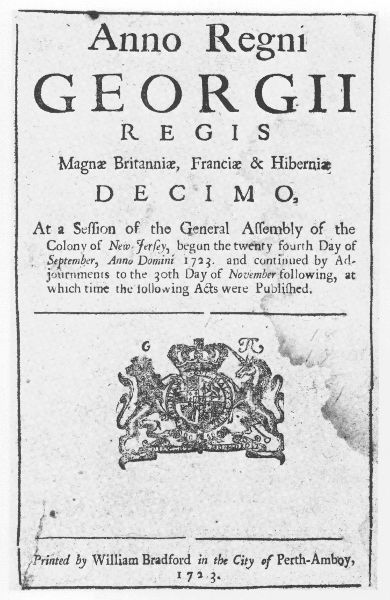 Anno Regni
GEORGII
REGIS
Magnæ Britanniæ, Franciæ & Hiberniæ
DECIMO,
At a Seſſion of the General Aſſembly of the
Colony of New-Jerſey, begun the twenty fourth Day of
September, Anno Domini 1723. and continued by Ad-
journments to the 30th Day of November following, at
which time the following Acts were Publiſhed.
G R
Printed by William Bradford in the City of Perth-Amboy,
1723.